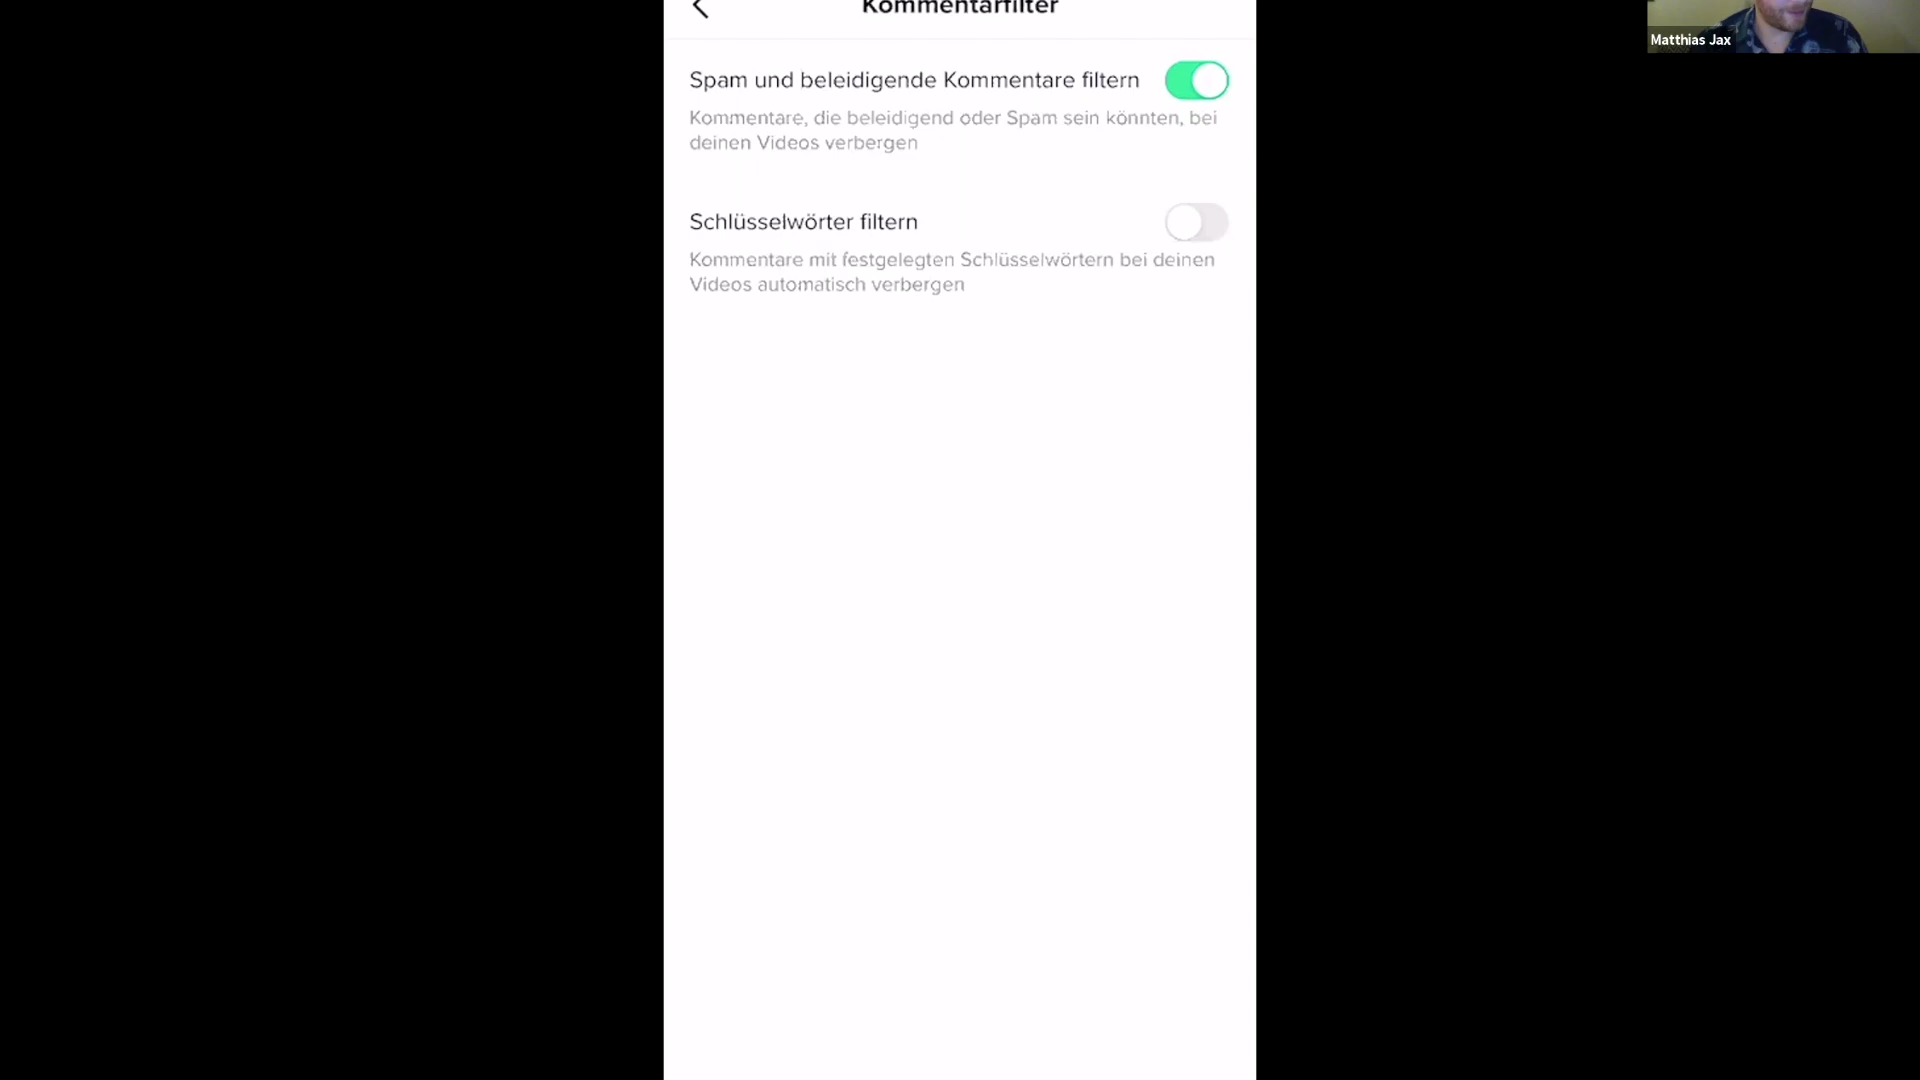 Kommentarfilter
Matthias Jax
Spam und beleidigende Kommentare filtern
Kommentare, die beleidigend oder Spam sein könnten, bei
deinen Videos verbergen
Schlüsselwörter filtern
Kommentare mit festgelegten Schlüsselwörtern bei deinen
Videos automatisch verbergen